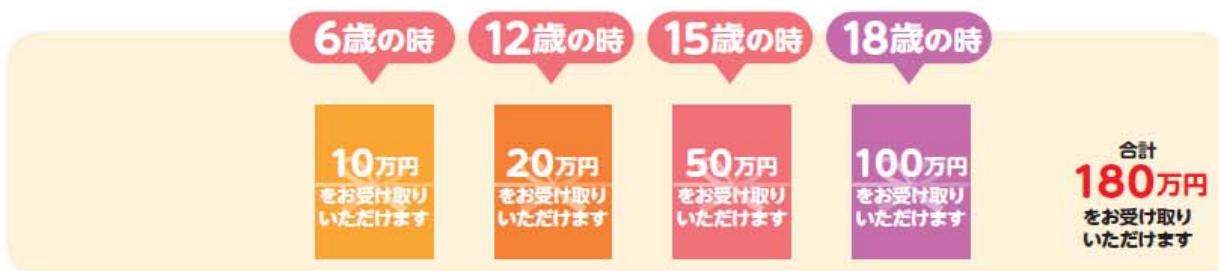 6歳の時
12歳の時
15歳の時
18歳の時
10万円
をお受け取り
いただけます
20万円
をお受け取り
いただけます
50万円
をお受け取り
いただけます
100万円
をお受け取り
いただけます
合計
180万円
をお受け取り
いただけます